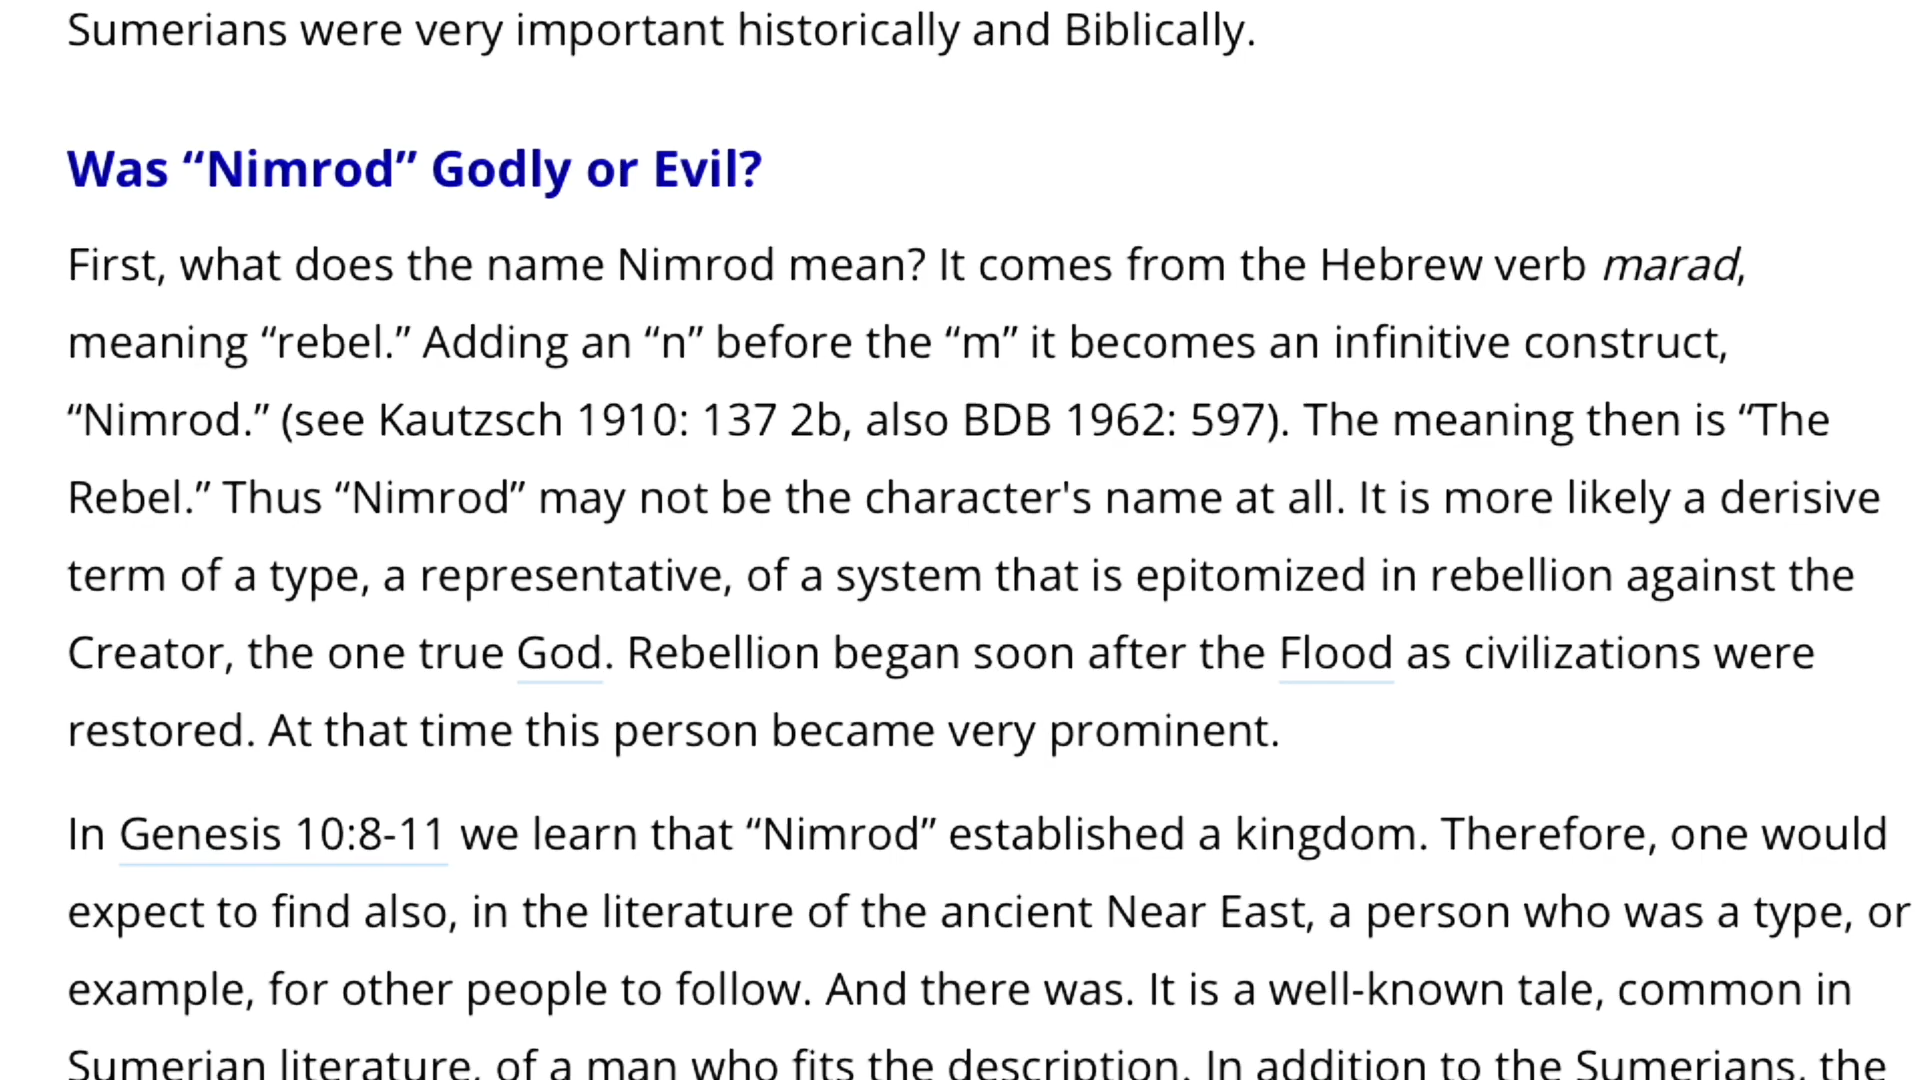 Sumerians were very important historically and Biblically.
Was “Nimrod” Godly or Evil?
First, what does the name Nimrod mean? It comes from the Hebrew verb marad,
meaning “rebel.” Adding an “n” before the “m” it becomes an infinitive construct,
“Nimrod.” (see Kautzsch 1910: 137 2b, also BDB 1962: 597). The meaning then is “The
Rebel.” Thus “Nimrod” may not be the character's name at all. It is more likely a derisive
term of a type, a representative, of a system that is epitomized in rebellion against the
Creator, the one true God. Rebellion began soon after the Flood as civilizations were
restored. At that time this person became very prominent.
In Genesis 10:8-11 we learn that “Nimrod” established a kingdom. Therefore, one would
expect to find also, in the literature of the ancient Near East, a person who was a type, or
example, for other people to follow. And there was. It is a well-known tale, common in
Sumerian literature, of a man who fits the description. In addition to the Sumerians, the